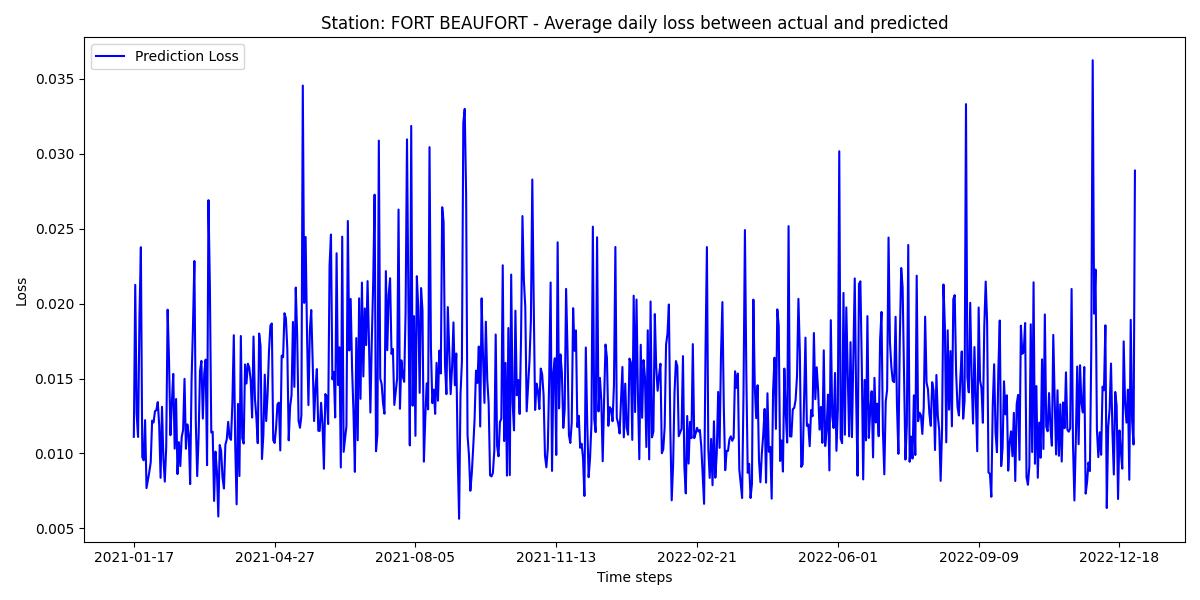 Station: FORT BEAUFORT - Average daily loss between actual and predicted
Prediction Loss
Loss
0.035
0.030
0.025
0.020
0.015
0.010
0.005
2021-01-17 2021-04-27 2021-08-05 2021-11-13 2022-02-21 2022-06-01 2022-09-09 2022-12-18
Time steps